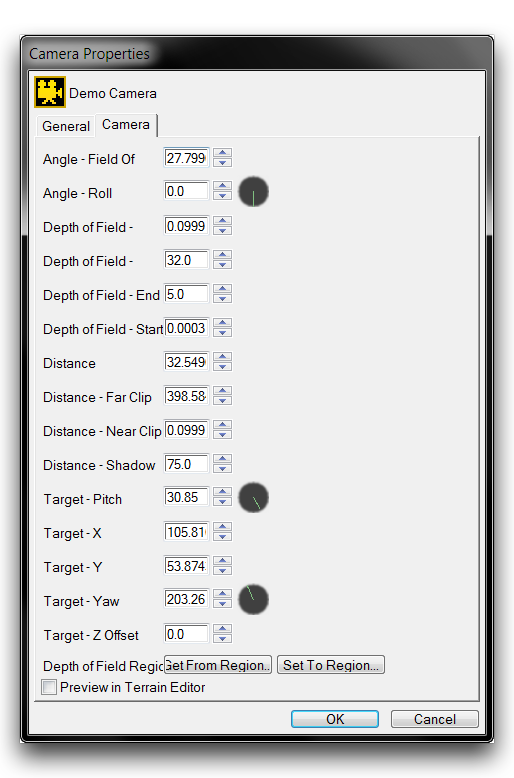 Camera Properties
Demo Camera
General Camera
Angle - Field Of 27.799
Angle - Roll 0.0
Depth of Field - 0.0999
Depth of Field - 32.0
Depth of Field - End 5.0
Depth of Field - Start 0.0003
Distance 32.549
Distance - Far Clip 398.58
Distance - Near Clip 0.0999
Distance - Shadow 75.0
Target - Pitch 30.85
Target - X 105.81
Target - Y 53.874
Target - Yaw 203.26
Target - Z Offset 0.0
Depth of Field Regio Get From Region... Set To Region...
Preview in Terrain Editor
OK Cancel